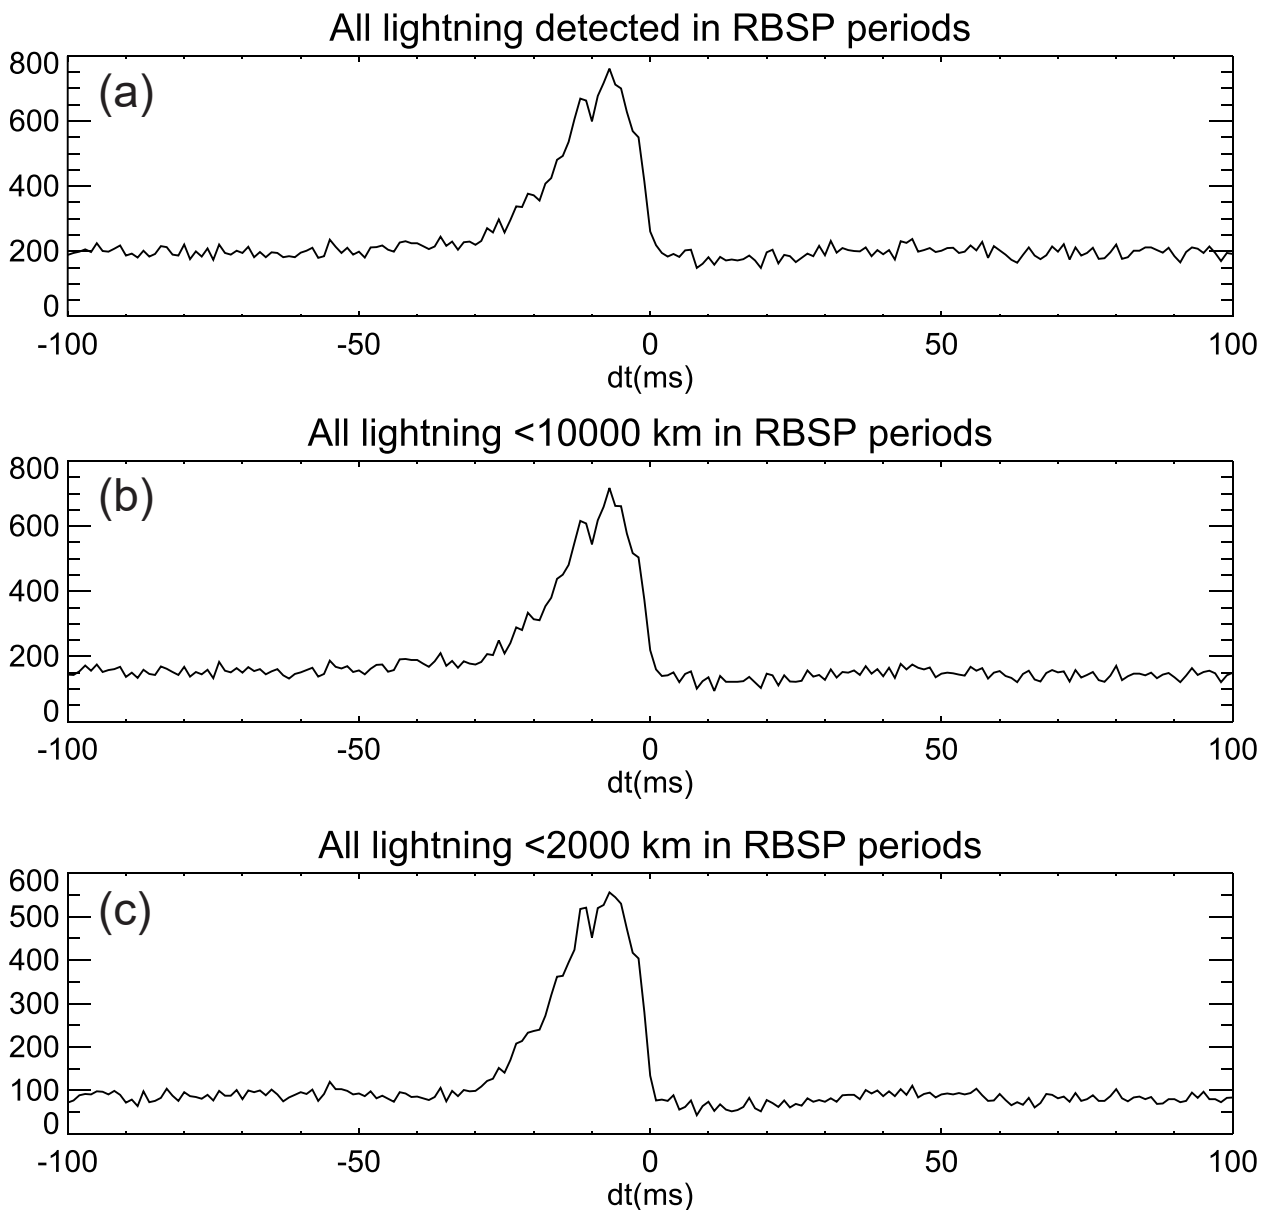 All lightning detected in RBSP periods
800
(a)
600
400
200
0
-100 -50 0 50 100
dt(ms)
All lightning <10000 km in RBSP periods
800
(b)
600
400
200
0
-100 -50 0 50 100
dt(ms)
All lightning <2000 km in RBSP periods
600
(c)
500
400
300
200
100
0
-100 -50 0 50 100
dt(ms)